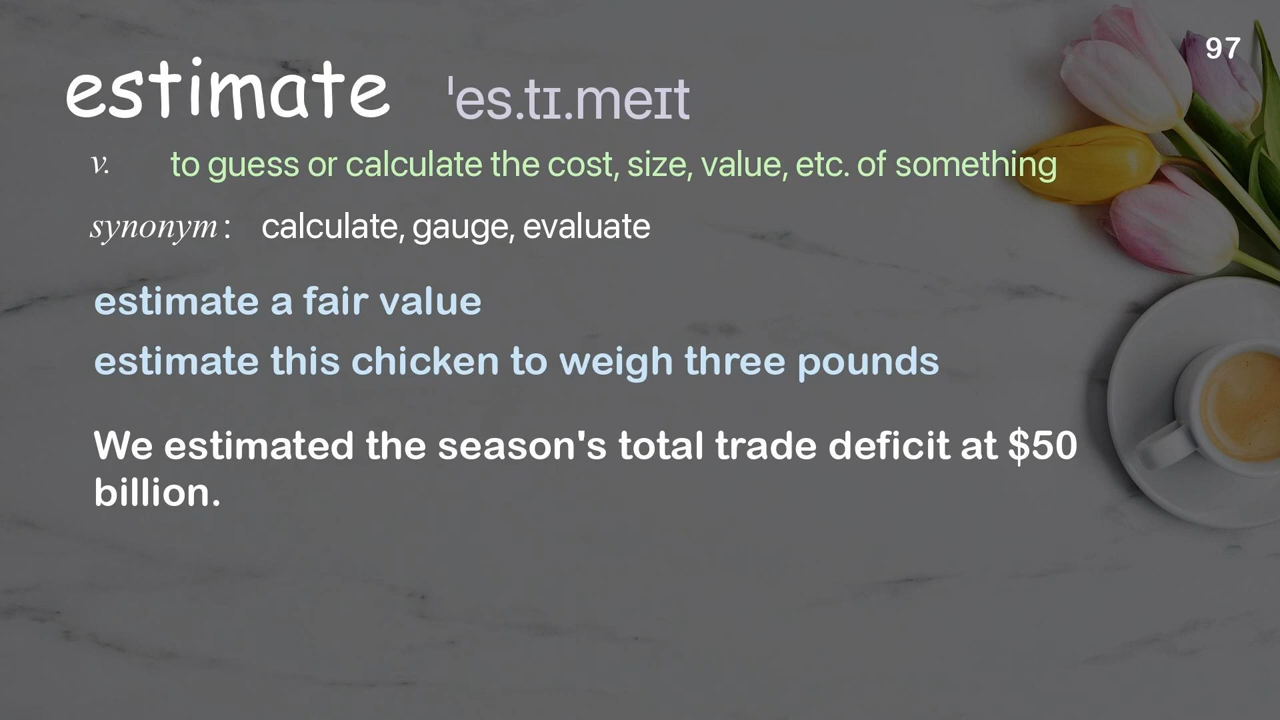 97
estimate ˈes.tɪ.meɪt
v. to guess or calculate the cost, size, value, etc. of something
synonym : calculate, gauge, evaluate
estimate a fair value
estimate this chicken to weigh three pounds
We estimated the season's total trade deficit at $50
billion.